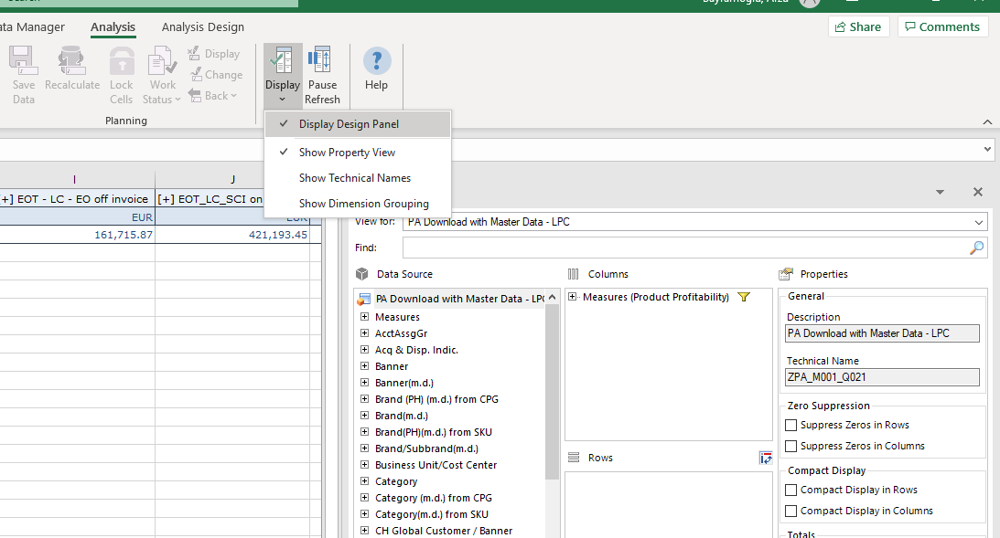 Data Manager
Analysis
Analysis Design
Share
Comments
Save Data
Recalculate
Lock Cells
Work Status
Display
Change
Back
Display
Pause Refresh
Help
Planning
Display Design Panel
Show Property View
Show Technical Names
Show Dimension Grouping
I
J
[+] EOT - LC - EO off invoice
[+] EOT_LC_SCI on
EUR
EUR
161,715.87
421,193.45
View for:
PA Download with Master Data - LPC
Find:
Data Source
Columns
Properties
PA Download with Master Data - LPC
Measures
AcctAssgGr
Acq & Disp. Indic.
Banner
Banner(m.d.)
Brand (PH) (m.d.) from CPG
Brand(m.d.)
Brand(PH)(m.d.) from SKU
Brand/Subbrand(m.d.)
Business Unit/Cost Center
Category
Category (m.d.) from CPG
Category(m.d.) from SKU
CH Global Customer / Banner
Measures (Product Profitability)
Rows
General
Description
PA Download with Master Data - LPC
Technical Name
ZPA_M001_Q021
Zero Suppression
Suppress Zeros in Rows
Suppress Zeros in Columns
Compact Display
Compact Display in Rows
Compact Display in Columns
Totals